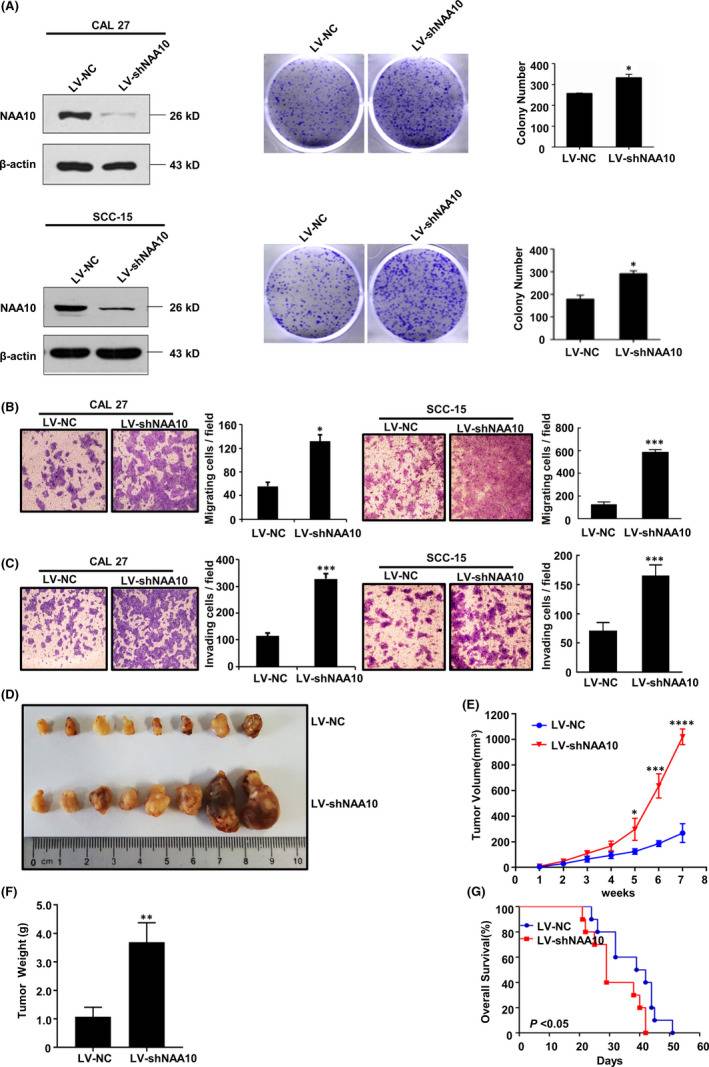 (A)
CAL 27
LV-NC
LV-shNAA10
NAA10
26 kD
β-actin
43 kD
LV-NC
LV-shNAA10
Colony Number
400
300
200
100
0
*
LV-NC
LV-shNAA10
SCC-15
LV-NC
LV-shNAA10
NAA10
26 kD
β-actin
43 kD
LV-NC
LV-shNAA10
Colony Number
400
300
200
100
0
*
LV-NC
LV-shNAA10
(B)
CAL 27
LV-NC
LV-shNAA10
Migrating cells / field
160
120
80
40
0
*
LV-NC
LV-shNAA10
SCC-15
LV-NC
LV-shNAA10
Migrating cells / field
800
600
400
200
0
***
LV-NC
LV-shNAA10
(C)
CAL 27
LV-NC
LV-shNAA10
Invading cells / field
400
300
200
100
0
***
LV-NC
LV-shNAA10
SCC-15
LV-NC
LV-shNAA10
Invading cells / field
200
150
100
50
0
***
LV-NC
LV-shNAA10
(D)
LV-NC
LV-shNAA10
0 cm 1 2 3 4 5 6 7 8 9 10
(E)
Tumor Volume(mm3)
1200
1000
800
600
400
200
0
LV-NC
LV-shNAA10
*
***
****
0 1 2 3 4 5 6 7 8
weeks
(F)
Tumor Weight (g)
5.0
4.0
3.0
2.0
1.0
0
**
LV-NC
LV-shNAA10
(G)
Overall Survival(%)
100
80
60
40
20
0
LV-NC
LV-shNAA10
P <0.05
0 10 20 30 40 50 60
Days